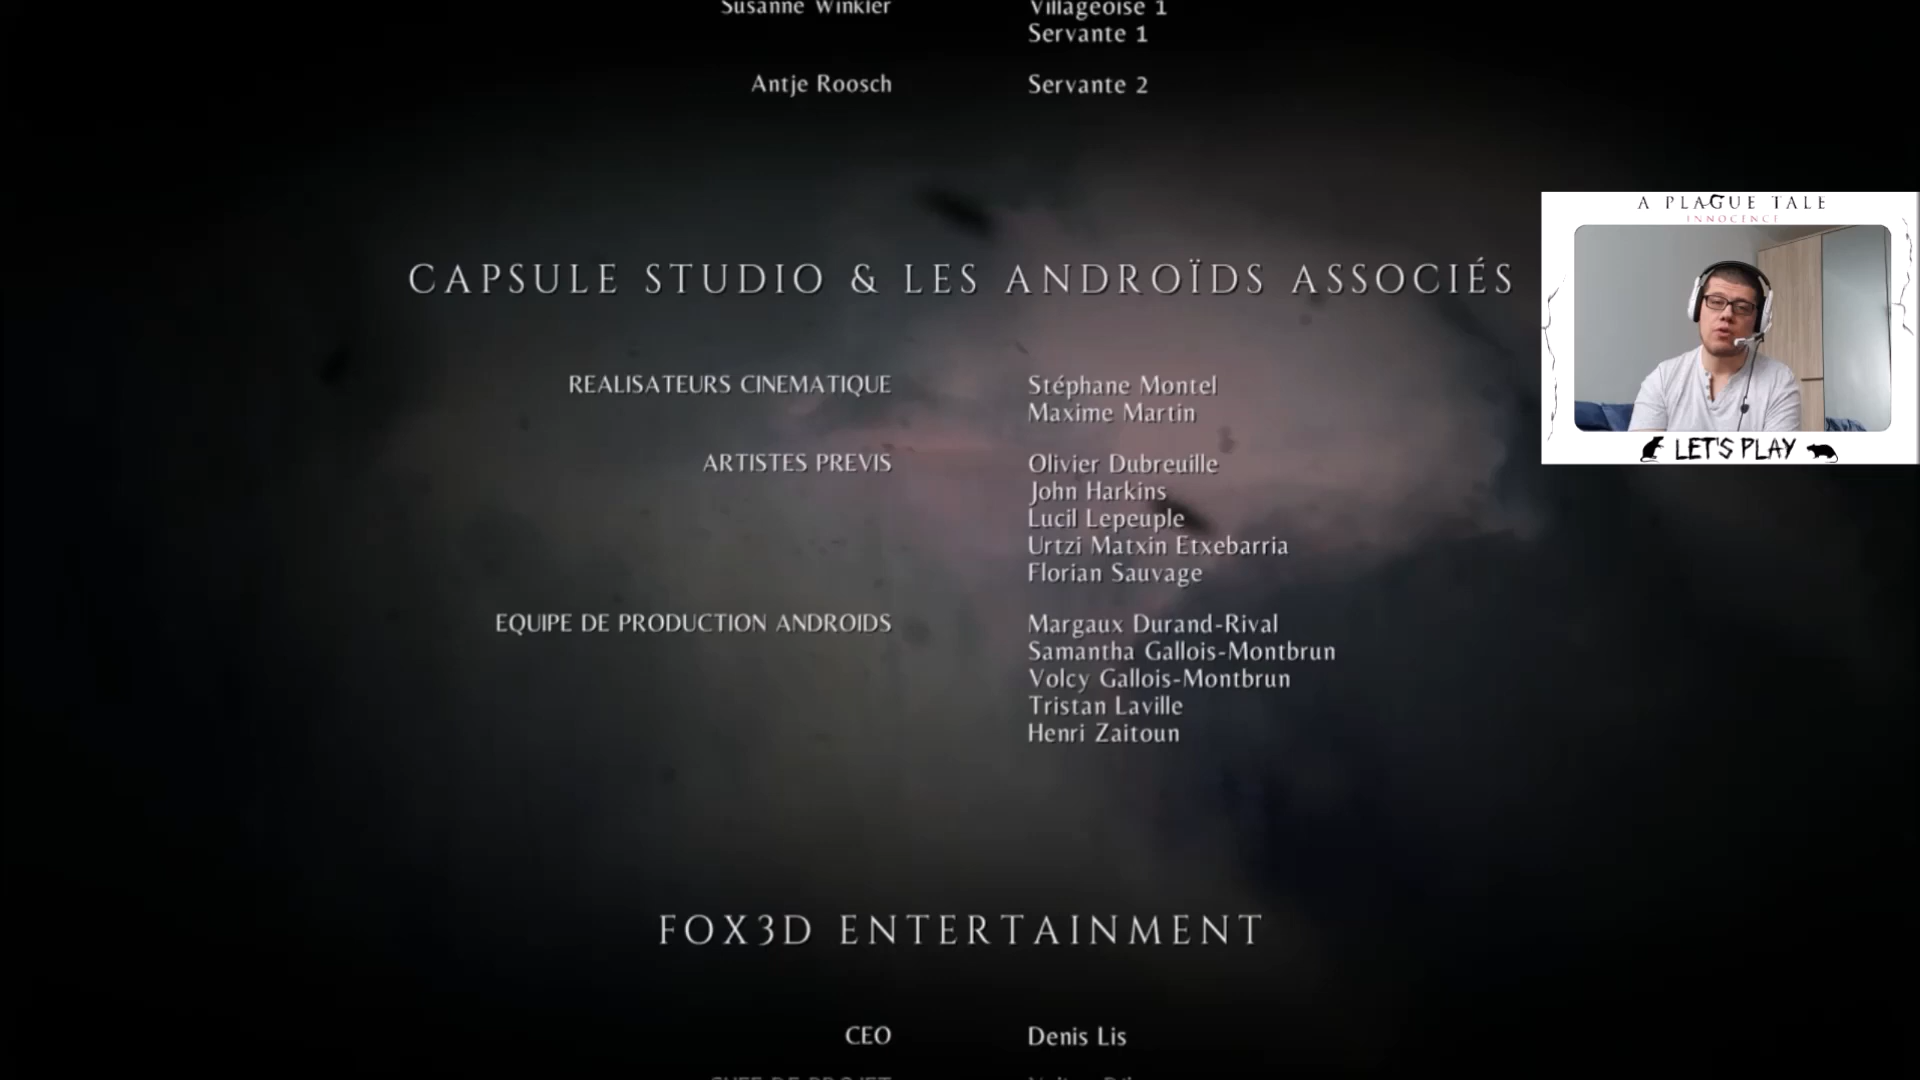 Susanne Winkler Villageoise 1
Servante 1
Antje Roosch Servante 2
A PLAGUE TALE
INNOCENCE
CAPSULE STUDIO & LES ANDROÏDS ASSOCIÉS
REALISATEURS CINEMATIQUE Stéphane Montel
Maxime Martin
LET'S PLAY
ARTISTES PREVIS Olivier Dubreuille
John Harkins
Lucil Lepeuple
Urtzi Matxin Etxebarria
Florian Sauvage
EQUIPE DE PRODUCTION ANDROIDS Margaux Durand-Rival
Samantha Gallois-Montbrun
Volcy Gallois-Montbrun
Tristan Laville
Henri Zaitoun
FOX3D ENTERTAINMENT
CEO Denis Lis
CHEF DE PROJET